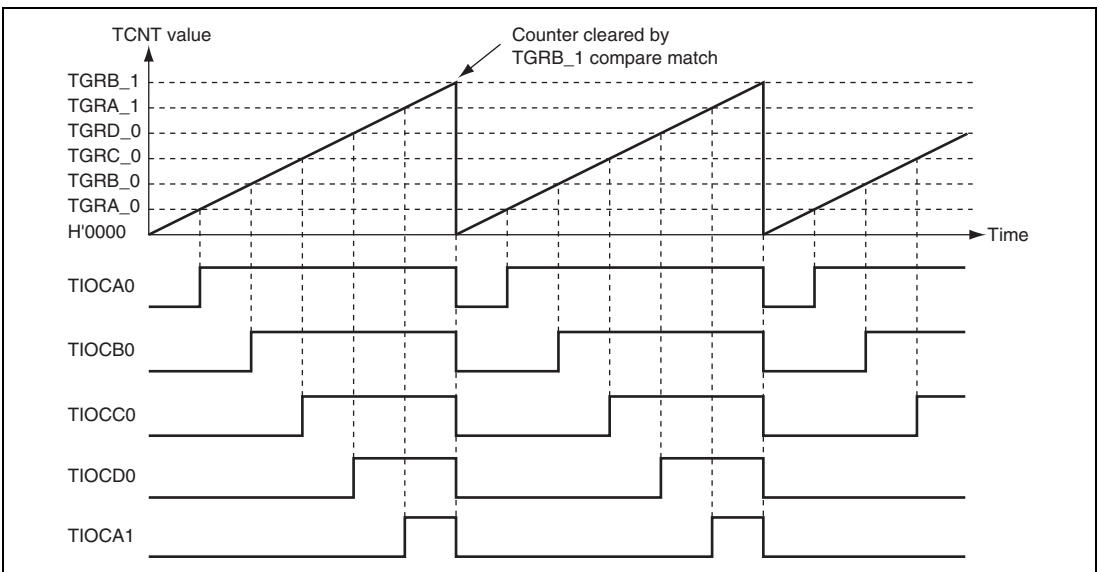 TCNT value
Counter cleared by
TGRB_1 compare match
TGRB_1
TGRA_1
TGRD_0
TGRC_0
TGRB_0
TGRA_0
H'0000
Time
TIOCA0
TIOCB0
TIOCC0
TIOCD0
TIOCA1